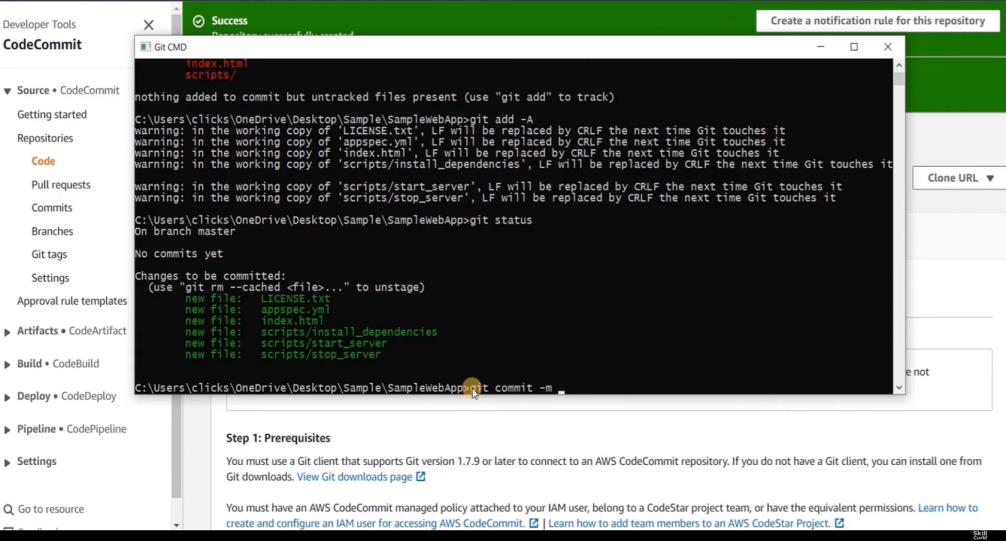 Developer Tools
CodeCommit
Source • CodeCommit
Getting started
Repositories
Code
Pull requests
Commits
Branches
Git tags
Settings
Approval rule templates
Artifacts • CodeArtifact
Build • CodeBuild
Deploy • CodeDeploy
Pipeline • CodePipeline
Settings
Go to resource
Success
Repository successfully created
Create a notification rule for this repository
Git CMD
index.html
scripts/
nothing added to commit but untracked files present (use "git add" to track)
C:\Users\clicks\OneDrive\Desktop\Sample\SampleWebApp>git add -A
warning: in the working copy of 'LICENSE.txt', LF will be replaced by CRLF the next time Git touches it
warning: in the working copy of 'appspec.yml', LF will be replaced by CRLF the next time Git touches it
warning: in the working copy of 'index.html', LF will be replaced by CRLF the next time Git touches it
warning: in the working copy of 'scripts/install_dependencies', LF will be replaced by CRLF the next time Git touches it
warning: in the working copy of 'scripts/start_server', LF will be replaced by CRLF the next time Git touches it
warning: in the working copy of 'scripts/stop_server', LF will be replaced by CRLF the next time Git touches it
C:\Users\clicks\OneDrive\Desktop\Sample\SampleWebApp>git status
On branch master
No commits yet
Changes to be committed:
(use "git rm --cached <file>..." to unstage)
new file: LICENSE.txt
new file: appspec.yml
new file: index.html
new file: scripts/install_dependencies
new file: scripts/start_server
new file: scripts/stop_server
C:\Users\clicks\OneDrive\Desktop\Sample\SampleWebApp>git commit -m _
Clone URL
e not
Step 1: Prerequisites
You must use a Git client that supports Git version 1.7.9 or later to connect to an AWS CodeCommit repository. If you do not have a Git client, you can install one from
Git downloads. View Git downloads page
You must have an AWS CodeCommit managed policy attached to your IAM user, belong to a CodeStar project team, or have the equivalent permissions. Learn how to
create and configure an IAM user for accessing AWS CodeCommit. | Learn how to add team members to an AWS CodeStar Project.
Skill
Curb